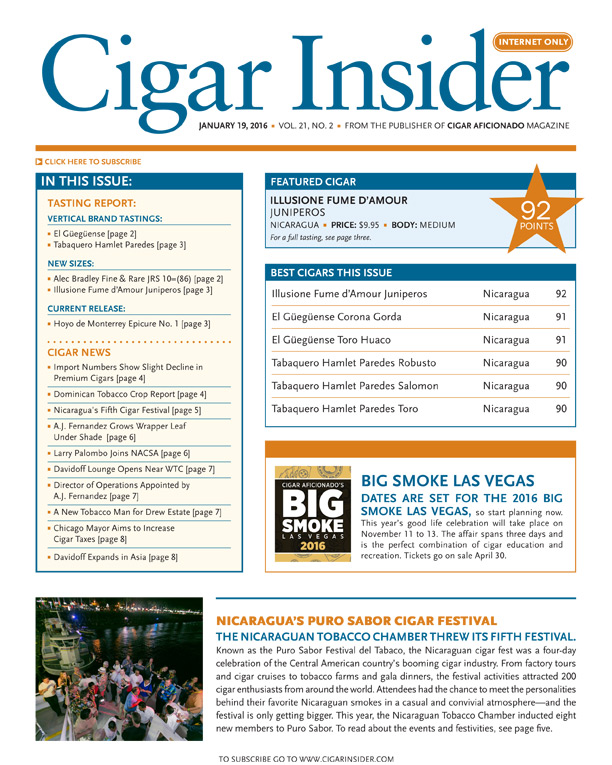 Cigar Insider
INTERNET ONLY
JANUARY 19, 2016 • VOL. 21, NO. 2 • FROM THE PUBLISHER OF CIGAR AFICIONADO MAGAZINE
CLICK HERE TO SUBSCRIBE
IN THIS ISSUE:
TASTING REPORT:
VERTICAL BRAND TASTINGS:
• El Güegüense [page 2]
• Tabaquero Hamlet Paredes [page 3]
NEW SIZES:
• Alec Bradley Fine & Rare JRS 10=(86) [page 2]
• Illusione Fume d'Amour Juniperos [page 3]
CURRENT RELEASE:
• Hoyo de Monterrey Epicure No. 1 [page 3]
CIGAR NEWS
• Import Numbers Show Slight Decline in
Premium Cigars [page 4]
• Dominican Tobacco Crop Report [page 4]
• Nicaragua's Fifth Cigar Festival [page 5]
• A.J. Fernandez Grows Wrapper Leaf
Under Shade [page 6]
• Larry Palombo Joins NACSA [page 6]
• Davidoff Lounge Opens Near WTC [page 7]
• Director of Operations Appointed by
A.J. Fernandez [page 7]
• A New Tobacco Man for Drew Estate [page 7]
• Chicago Mayor Aims to Increase
Cigar Taxes [page 8]
• Davidoff Expands in Asia [page 8]
FEATURED CIGAR
ILLUSIONE FUME D'AMOUR
JUNIPEROS
NICARAGUA • PRICE: $9.95 • BODY: MEDIUM
For a full tasting, see page three.
92
POINTS
BEST CIGARS THIS ISSUE
Illusione Fume d'Amour Juniperos Nicaragua 92
El Güegüense Corona Gorda Nicaragua 91
El Güegüense Toro Huaco Nicaragua 91
Tabaquero Hamlet Paredes Robusto Nicaragua 90
Tabaquero Hamlet Paredes Salomon Nicaragua 90
Tabaquero Hamlet Paredes Toro Nicaragua 90
CIGAR AFICIONADO'S
BIG
SMOKE
LAS VEGAS
2016
BIG SMOKE LAS VEGAS
DATES ARE SET FOR THE 2016 BIG
SMOKE LAS VEGAS, so start planning now.
This year's good life celebration will take place on
November 11 to 13. The affair spans three days and
is the perfect combination of cigar education and
recreation. Tickets go on sale April 30.
NICARAGUA'S PURO SABOR CIGAR FESTIVAL
THE NICARAGUAN TOBACCO CHAMBER THREW ITS FIFTH FESTIVAL.
Known as the Puro Sabor Festival del Tabaco, the Nicaraguan cigar fest was a four-day
celebration of the Central American country's booming cigar industry. From factory tours
and cigar cruises to tobacco farms and gala dinners, the festival activities attracted 200
cigar enthusiasts from around the world. Attendees had the chance to meet the personalities
behind their favorite Nicaraguan smokes in a casual and convivial atmosphere—and the
festival is only getting bigger. This year, the Nicaraguan Tobacco Chamber inducted eight
new members to Puro Sabor. To read about the events and festivities, see page five.
TO SUBSCRIBE GO TO WWW.CIGARINSIDER.COM